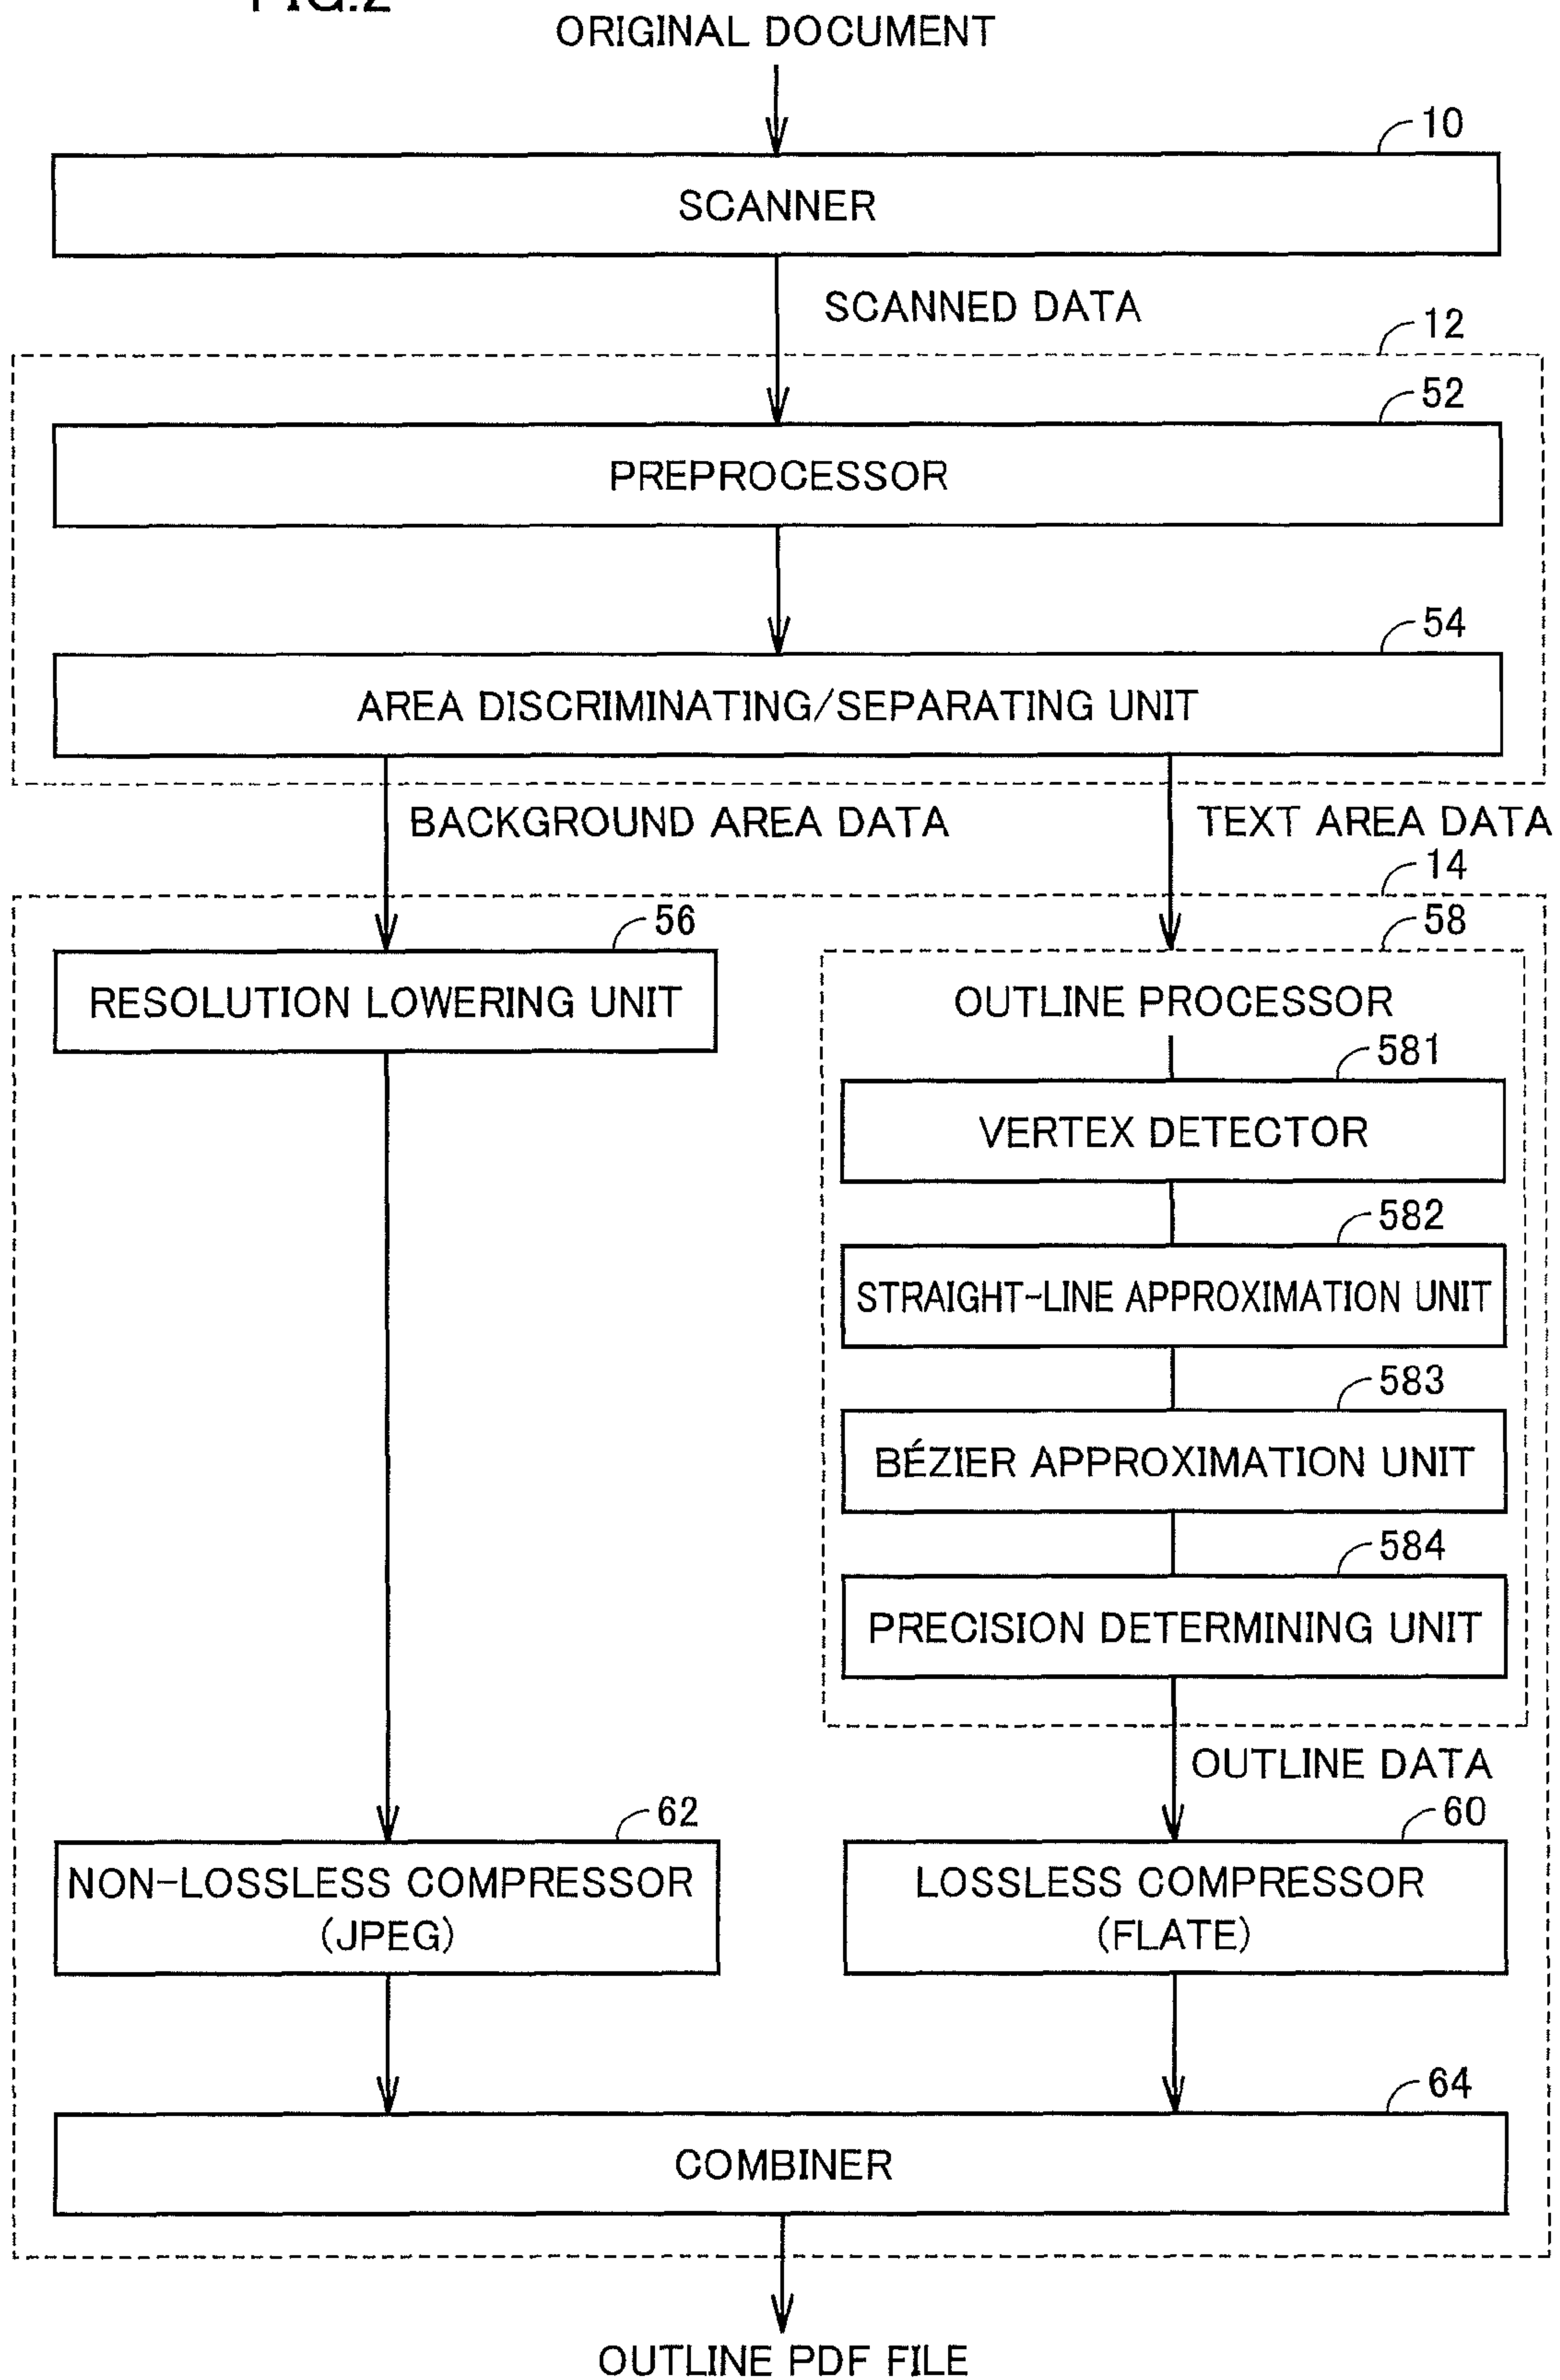 FIG.2
ORIGINAL DOCUMENT
10
SCANNER
SCANNED DATA
12
52
PREPROCESSOR
54
AREA DISCRIMINATING/SEPARATING UNIT
BACKGROUND AREA DATA
TEXT AREA DATA
14
56
58
RESOLUTION LOWERING UNIT
OUTLINE PROCESSOR
581
VERTEX DETECTOR
582
STRAIGHT-LINE APPROXIMATION UNIT
583
BÉZIER APPROXIMATION UNIT
584
PRECISION DETERMINING UNIT
OUTLINE DATA
62
60
NON-LOSSLESS COMPRESSOR
(JPEG)
LOSSLESS COMPRESSOR
(FLATE)
64
COMBINER
OUTLINE PDF FILE